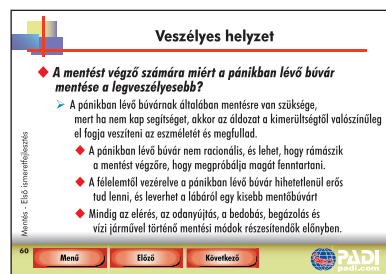 Veszélyes helyzet
A mentést végző számára miért a pánikban lévő búvár
mentése a legveszélyesebb?
A pánikban lévő búvárnak általában mentésre van szüksége,
mert ha nem kap segítséget, akkor az áldozat a kimerültségtől valószínűleg
el fogja veszíteni az eszméletét és megfullad.
A pánikban lévő búvár nem racionális, és lehet, hogy rámászik
a mentést végzőre, hogy megpróbálja magát fenntartani.
A félelemtől vezérelve a pánikban lévő búvár hihetetlenül erős
tud lenni, és leverhet a lábáról egy kisebb mentőbúvárt
Mindig az elérés, az odanyújtás, a bedobás, begázolás és
vízi járművel történő mentési módok részesítendők előnyben.
Mentés - Első ismeretfejlesztés
60
Menü
Előző
Következő
PADI
padi.com